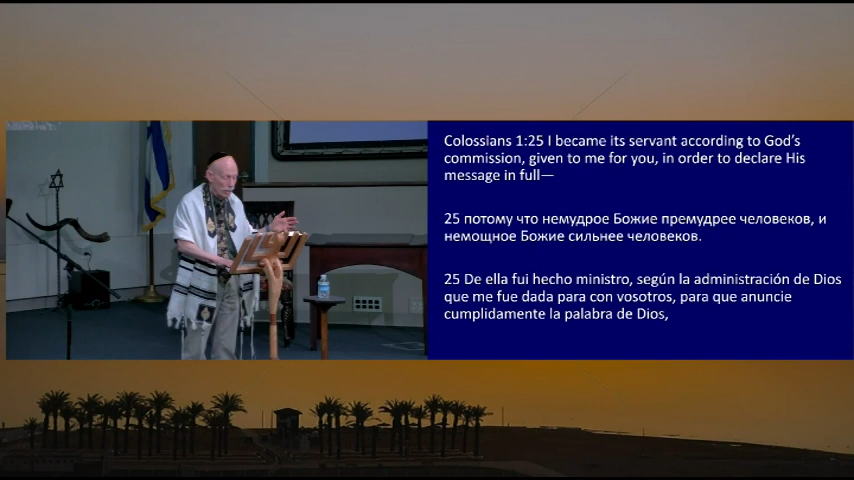 Colossians 1:25 I became its servant according to God's
commission, given to me for you, in order to declare His
message in full—
25 потому что немудрое Божие премудрее человеков, и
немощное Божие сильнее человеков.
25 De ella fui hecho ministro, según la administración de Dios
que me fue dada para con vosotros, para que anuncie
cumplidamente la palabra de Dios,